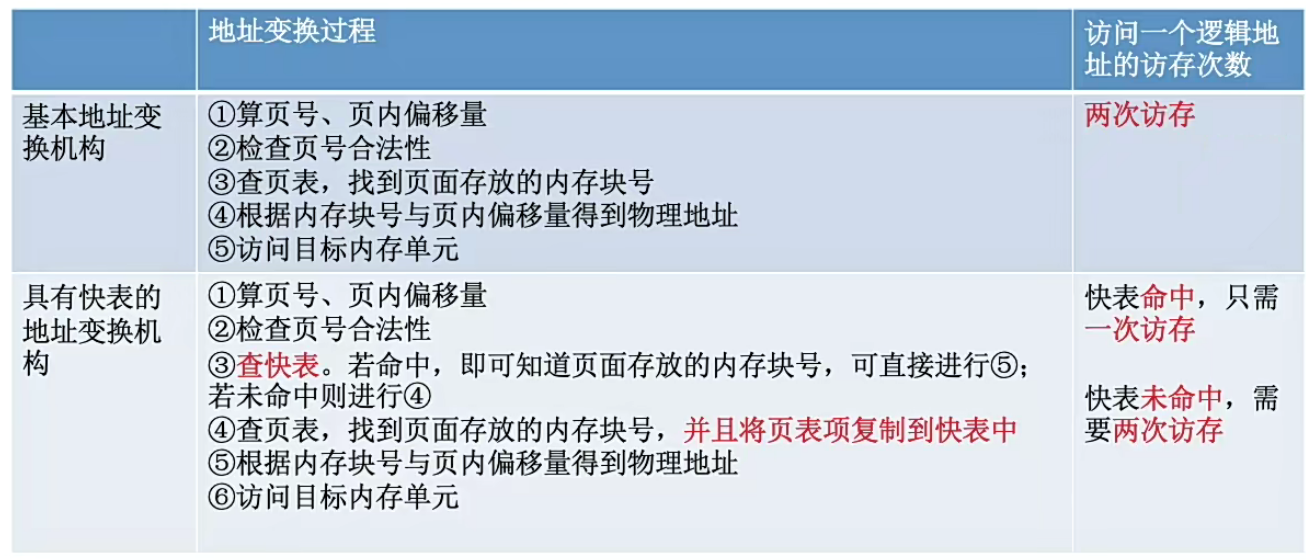 地址变换过程
访问一个逻辑地
址的访存次数
基本地址变
换机构
①算页号、页内偏移量
②检查页号合法性
③查页表，找到页面存放的内存块号
④根据内存块号与页内偏移量得到物理地址
⑤访问目标内存单元
两次访存
具有快表的
地址变换机
构
①算页号、页内偏移量
②检查页号合法性
③查快表。若命中，即可知道页面存放的内存块号，可直接进行⑤；
若未命中则进行④
④查页表，找到页面存放的内存块号，并且将页表项复制到快表中
⑤根据内存块号与页内偏移量得到物理地址
⑥访问目标内存单元
快表命中，只需
一次访存
快表未命中，需
要两次访存